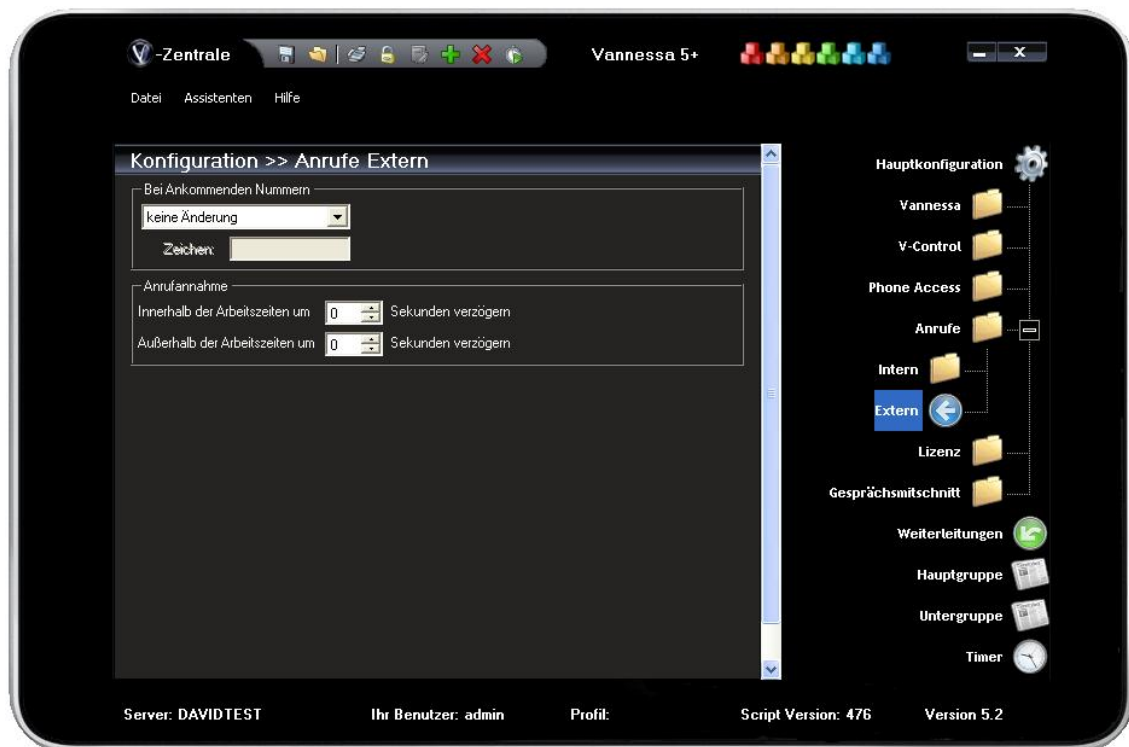 V-Zentrale
Vannessa 5+
X
Datei Assistenten Hilfe
Konfiguration >> Anrufe Extern
Bei Ankommenden Nummern
keine Änderung
Zeichen:
Anrufannahme
Innerhalb der Arbeitszeiten um 0 Sekunden verzögern
Außerhalb der Arbeitszeiten um 0 Sekunden verzögern
Hauptkonfiguration
Vannessa
V-Control
Phone Access
Anrufe
Intern
Extern
Lizenz
Gesprächsmitschnitt
Weiterleitungen
Hauptgruppe
Untergruppe
Timer
Server: DAVIDTEST Ihr Benutzer: admin Profil: Script Version: 476 Version 5.2